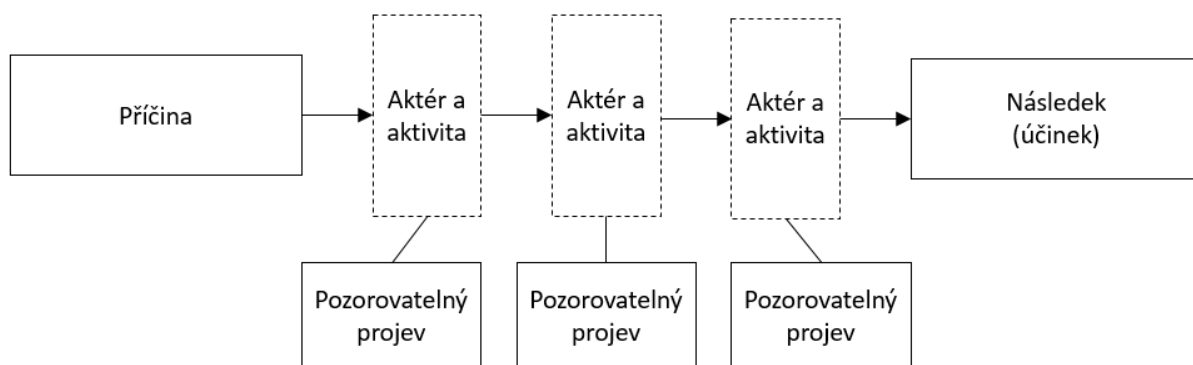 Příčina
Aktér a
aktivita
Aktér a
aktivita
Aktér a
aktivita
Následek
(účinek)
Pozorovatelný
projev
Pozorovatelný
projev
Pozorovatelný
projev